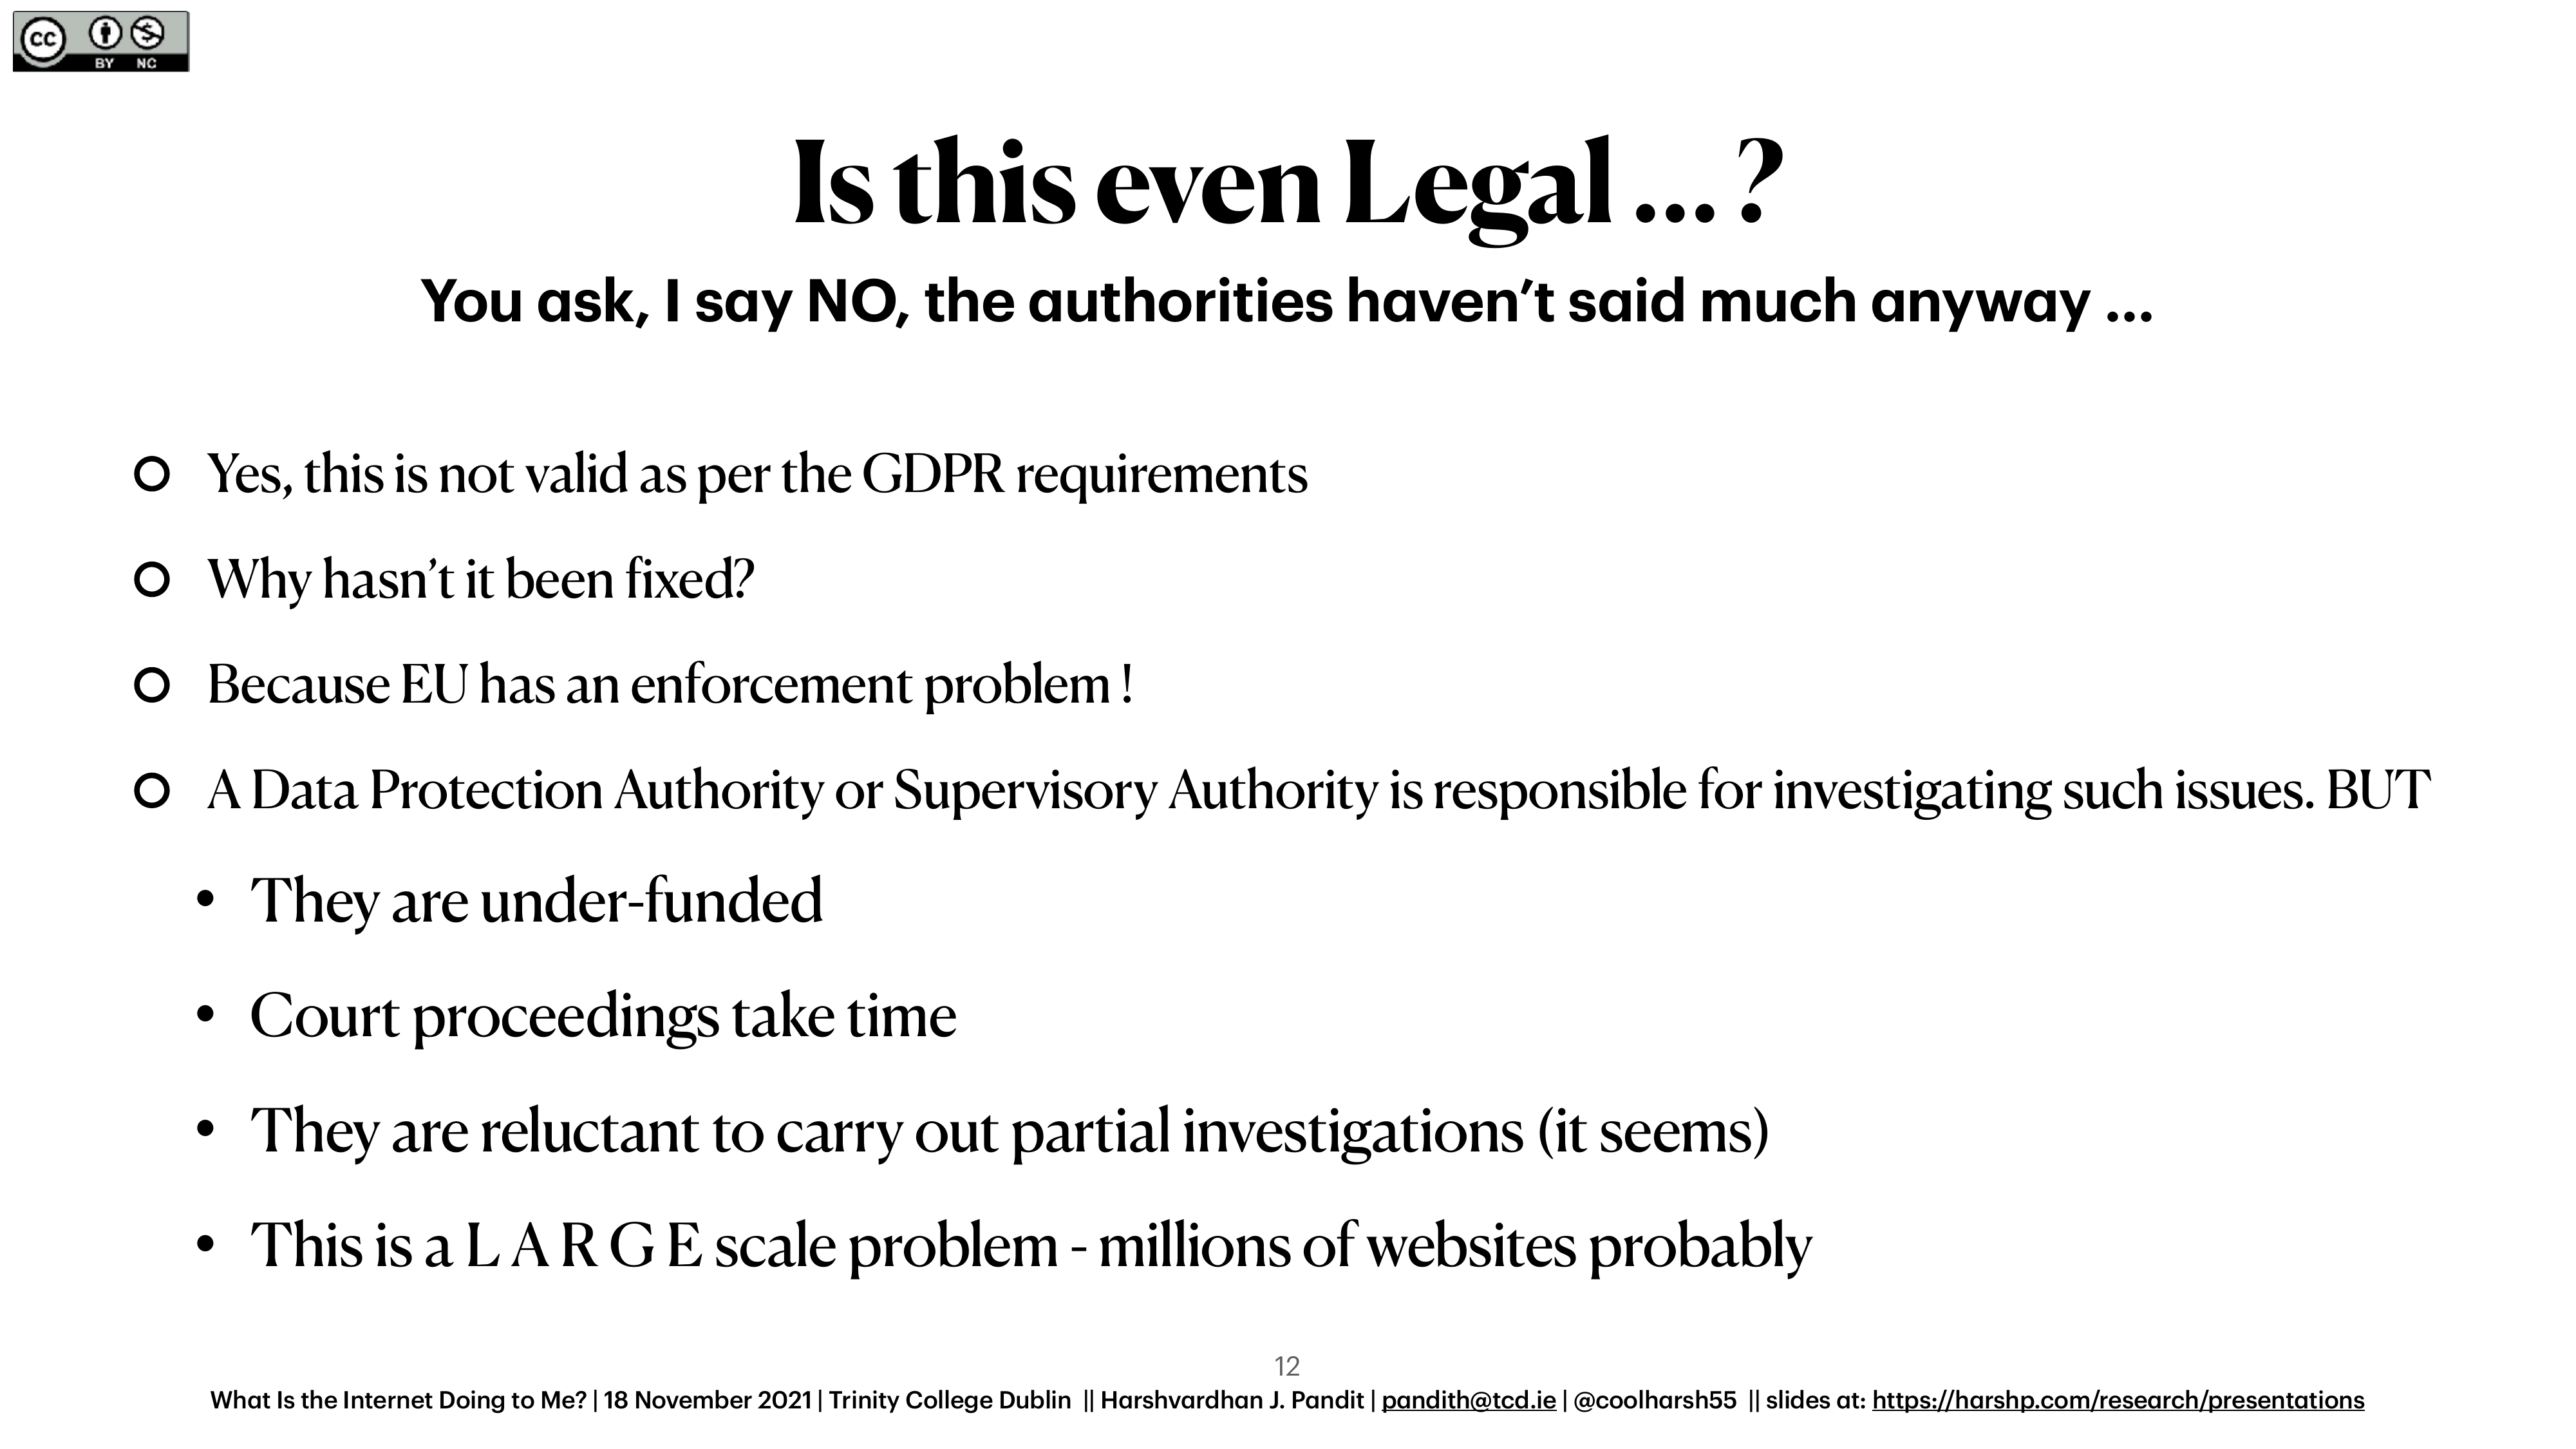 cc
BY NC
Is this even Legal ... ?
You ask, I say NO, the authorities haven’t said much anyway ...
Yes, this is not valid as per the GDPR requirements
Why hasn’t it been fixed?
Because EU has an enforcement problem !
A Data Protection Authority or Supervisory Authority is responsible for investigating such issues. BUT
• They are under-funded
• Court proceedings take time
• They are reluctant to carry out partial investigations (it seems)
• This is a L A R G E scale problem - millions of websites probably
12
What Is the Internet Doing to Me? | 18 November 2021 | Trinity College Dublin || Harshvardhan J. Pandit | pandith@tcd.ie | @coolharsh55 || slides at: https://harshp.com/research/presentations